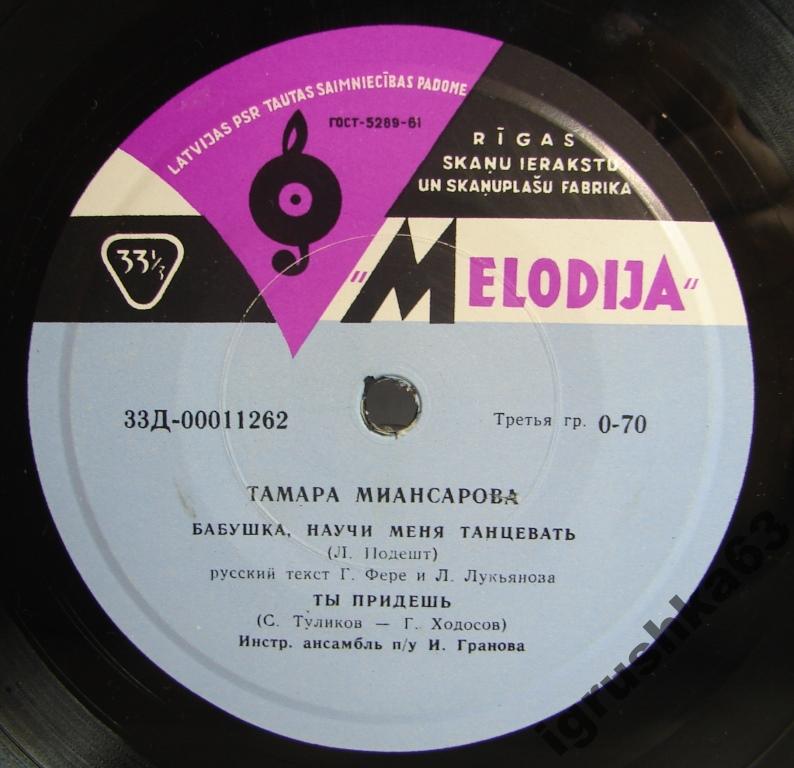 LATVIJAS PSR TAUTAS SAIMNIECĪBAS PADOME
ГОСТ-5289-61
RĪGAS
SKAŅU IERAKSTU
UN SKAŅUPLAŠU FABRIKA
33⅓
"MELODIJA"
33Д-00011262
Третья гр. 0-70
ТАМАРА МИАНСАРОВА
БАБУШКА, НАУЧИ МЕНЯ ТАНЦЕВАТЬ
(Л. Подешт)
русский текст Г. Фере и Л. Лукьянова
ТЫ ПРИДЕШЬ
(С. Туликов — Г. Ходосов)
Инстр. ансамбль п/у И. Гранова
igrushka63